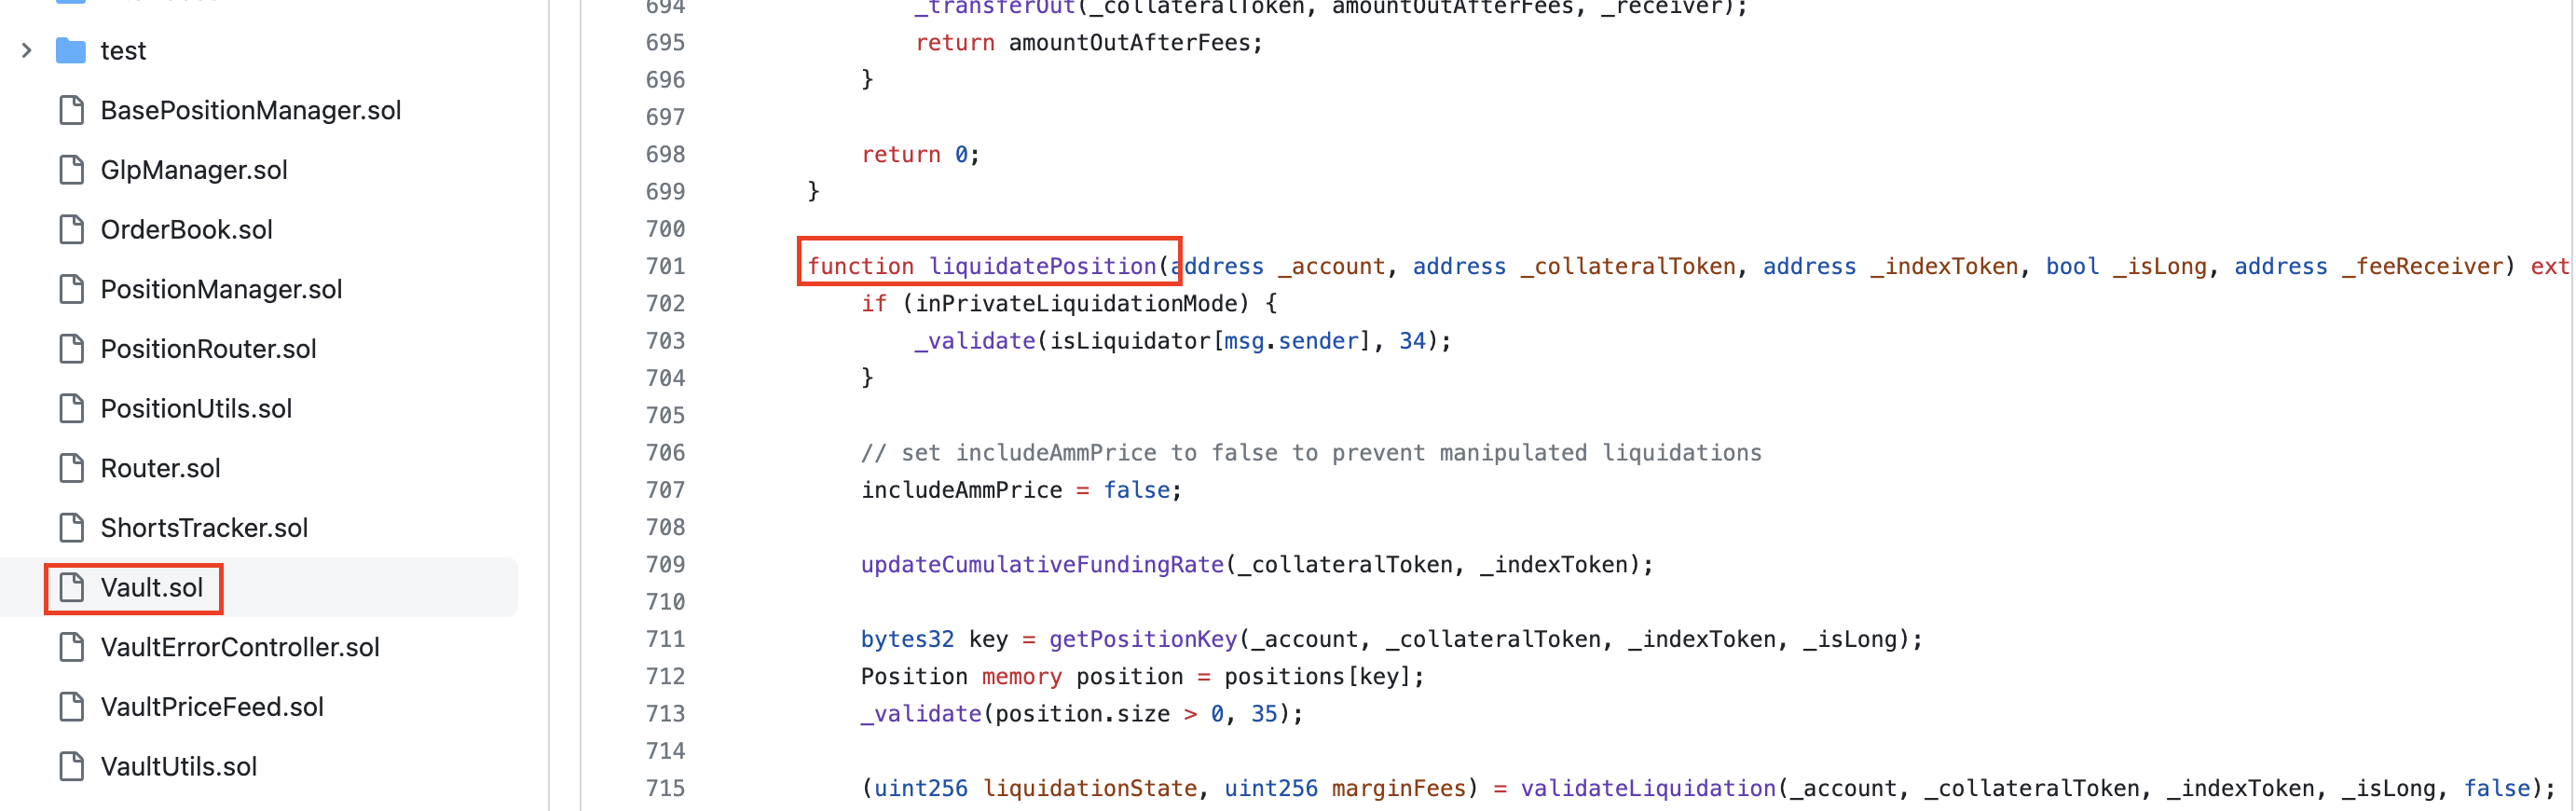 test
BasePositionManager.sol
GlpManager.sol
OrderBook.sol
PositionManager.sol
PositionRouter.sol
PositionUtils.sol
Router.sol
ShortsTracker.sol
Vault.sol
VaultErrorController.sol
VaultPriceFeed.sol
VaultUtils.sol
694 _transferOut(_collateralToken, amountOutAfterFees, _receiver);
695 return amountOutAfterFees;
696 }
697
698 return 0;
699 }
700
701 function liquidatePosition(address _account, address _collateralToken, address _indexToken, bool _isLong, address _feeReceiver) ext
702 if (inPrivateLiquidationMode) {
703 _validate(isLiquidator[msg.sender], 34);
704 }
705
706 // set includeAmmPrice to false to prevent manipulated liquidations
707 includeAmmPrice = false;
708
709 updateCumulativeFundingRate(_collateralToken, _indexToken);
710
711 bytes32 key = getPositionKey(_account, _collateralToken, _indexToken, _isLong);
712 Position memory position = positions[key];
713 _validate(position.size > 0, 35);
714
715 (uint256 liquidationState, uint256 marginFees) = validateLiquidation(_account, _collateralToken, _indexToken, _isLong, false);